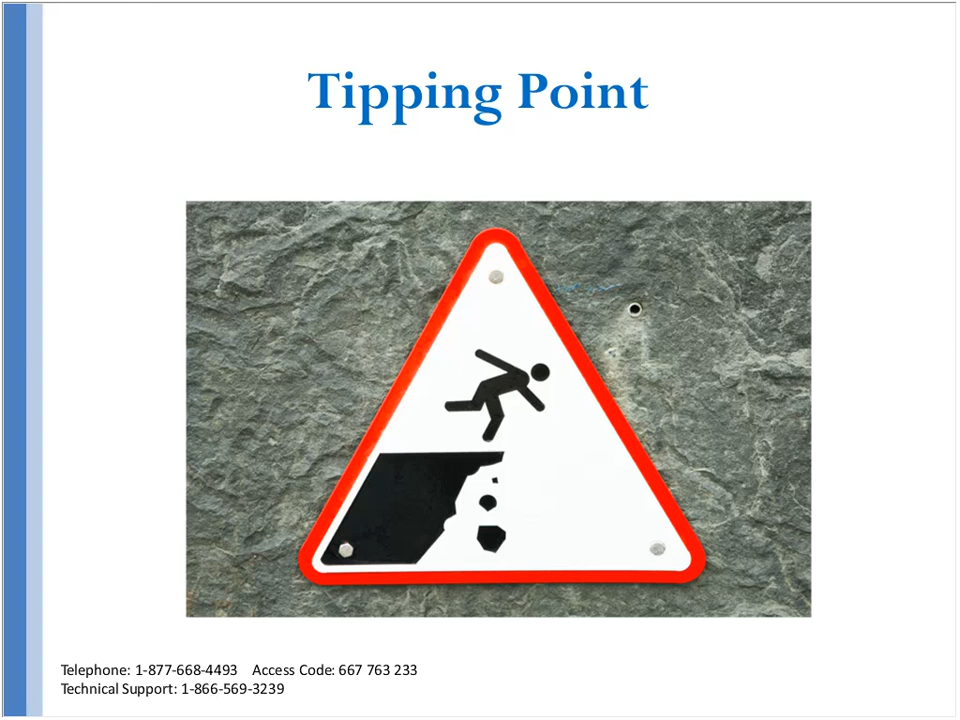 Tipping Point
Telephone: 1-877-668-4493 Access Code: 667 763 233
Technical Support: 1-866-569-3239